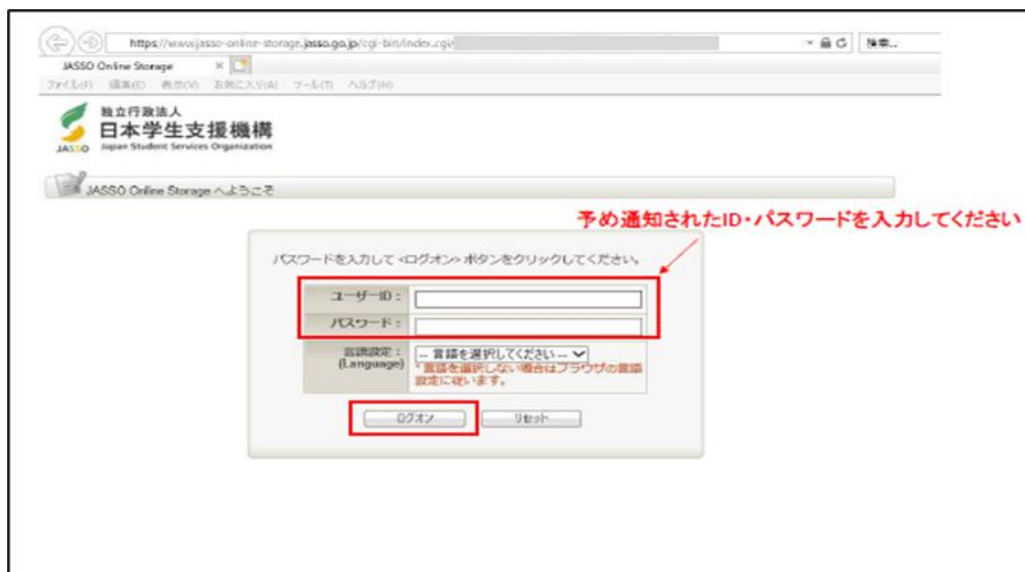 https://www.jasso-online-storage.jasso.go.jp/cgi-bin/index.cgi/
検索...
JASSO Online Storage
ファイル(F) 編集(E) 表示(V) お気に入り(A) ツール(T) ヘルプ(H)
独立行政法人
日本学生支援機構
JASSO Japan Student Services Organization
JASSO Online Storage へようこそ
予め通知されたID・パスワードを入力してください
パスワードを入力して <ログオン> ボタンをクリックしてください。
ユーザーID：
パスワード：
言語設定： -- 言語を選択してください --
(Language) * 言語を選択しない場合はブラウザの言語
設定に従います。
ログオン リセット